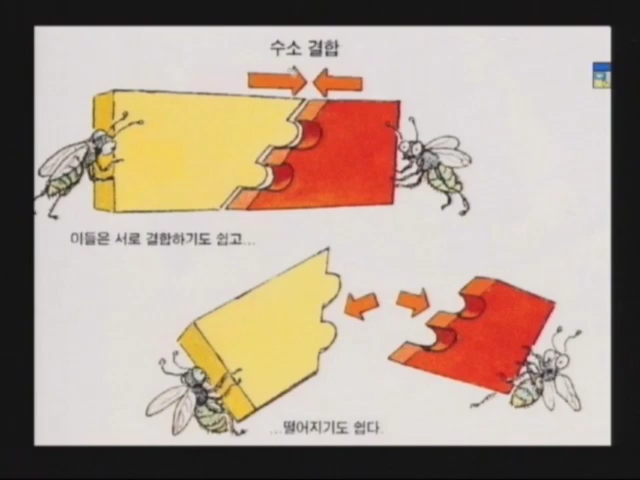 수소 결합
이들은 서로 결합하기도 쉽고...
...떨어지기도 쉽다.